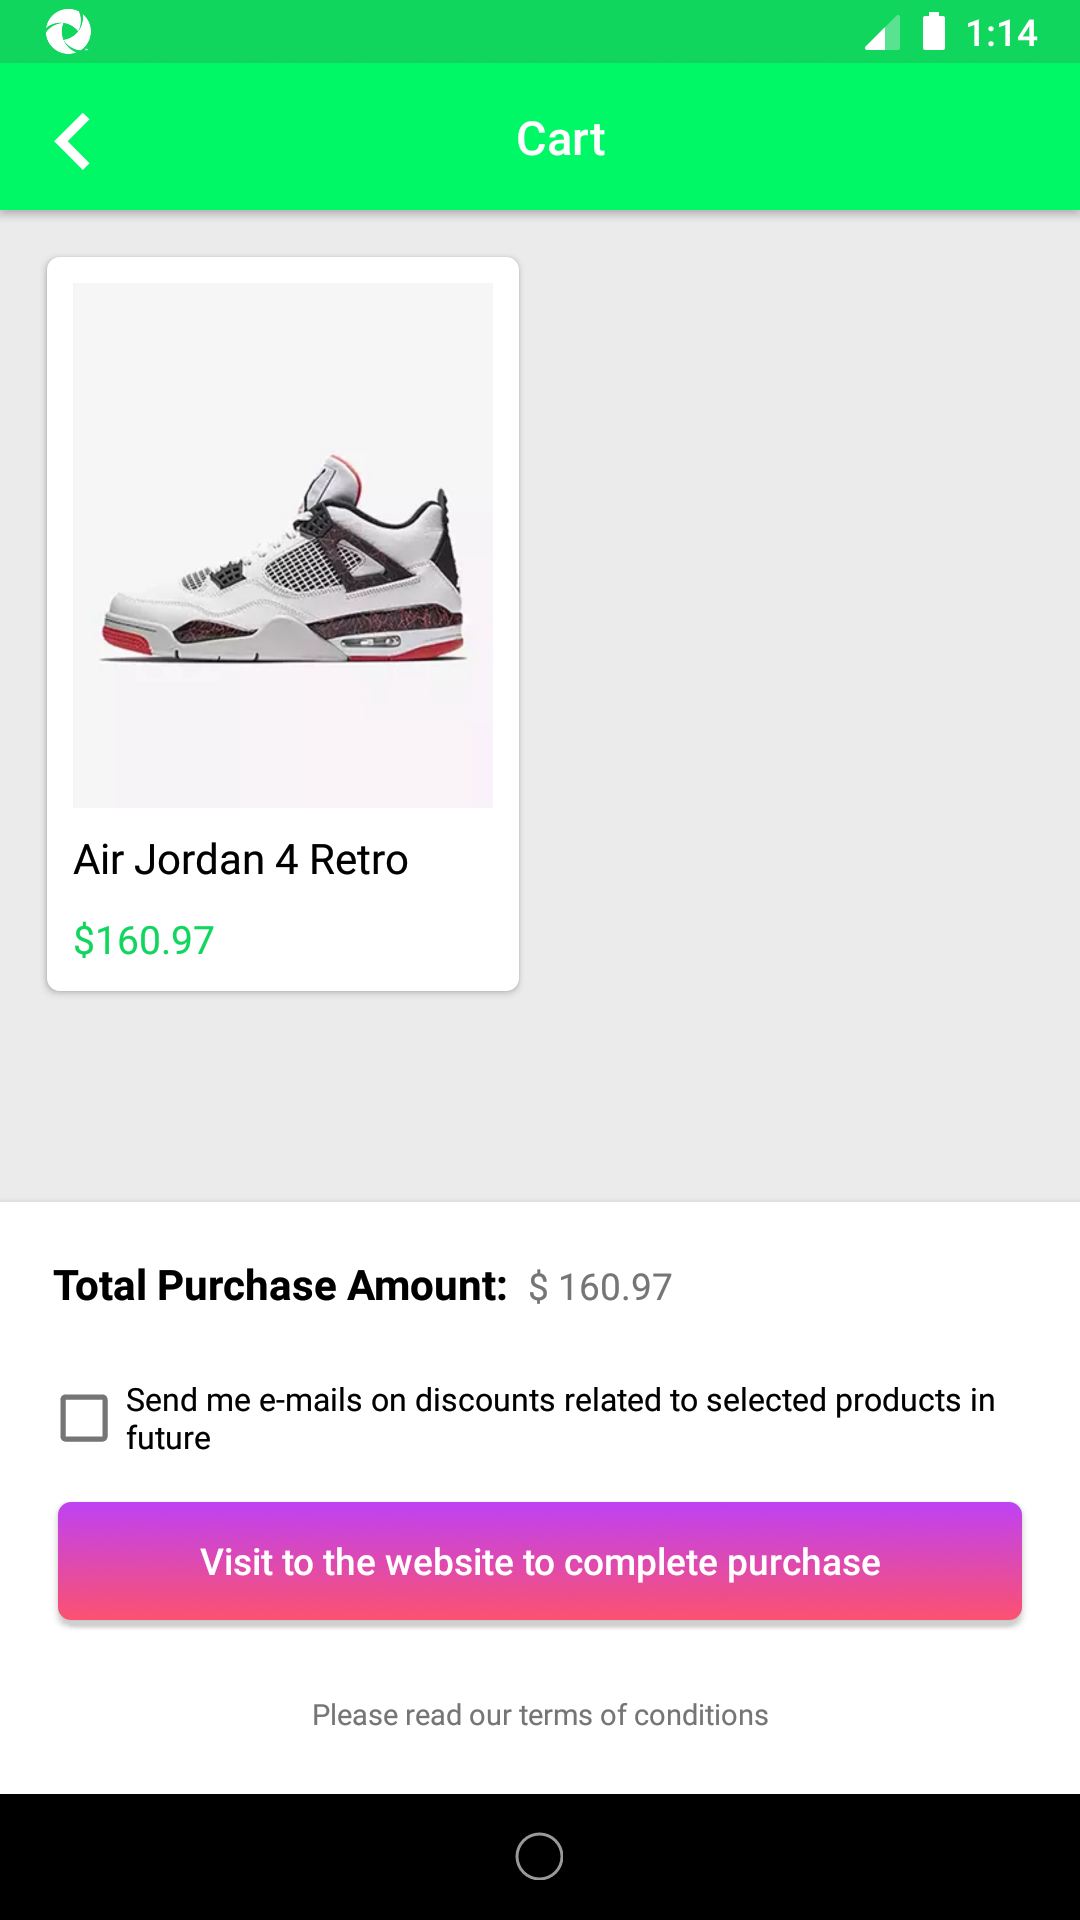 1:14
Cart
Air Jordan 4 Retro
$160.97
Total Purchase Amount: $ 160.97
Send me e-mails on discounts related to selected products in
future
Visit to the website to complete purchase
Please read our terms of conditions